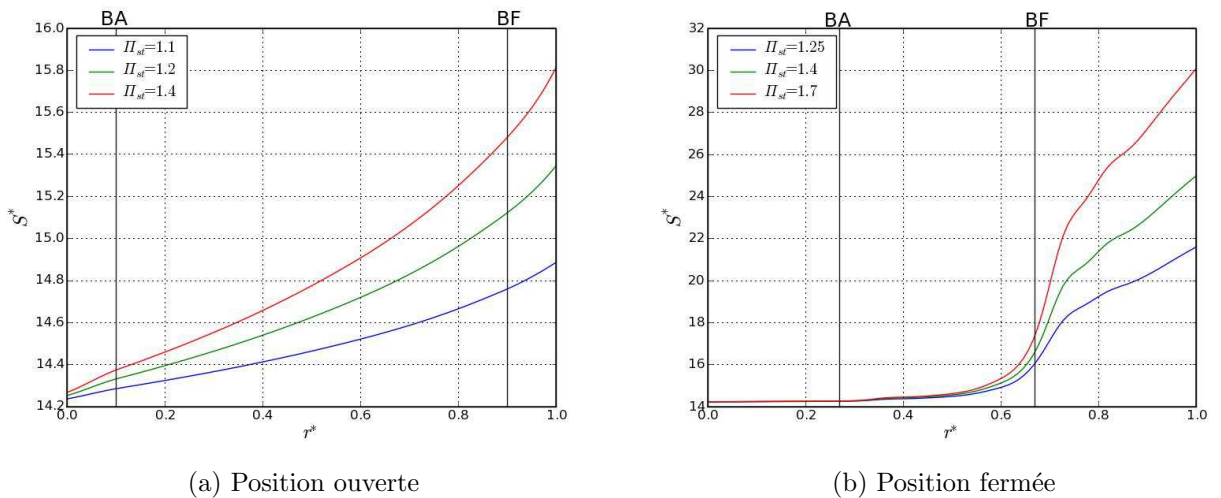 BA BF
16.0
15.8
15.6
15.4
15.2
15.0
14.8
14.6
14.4
14.2
Π_st=1.1
Π_st=1.2
Π_st=1.4
S*
0.0 0.2 0.4 0.6 0.8 1.0
r*
(a) Position ouverte
BA BF
32
30
28
26
24
22
20
18
16
14
Π_st=1.25
Π_st=1.4
Π_st=1.7
S*
0.0 0.2 0.4 0.6 0.8 1.0
r*
(b) Position fermée